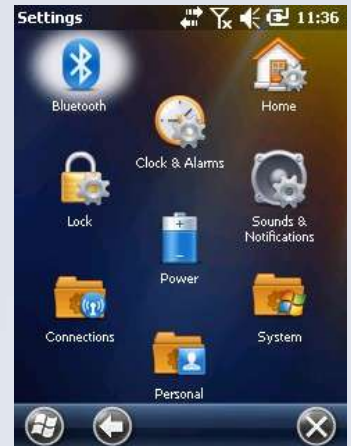 Settings 11:36
Bluetooth
Home
Clock & Alarms
Lock
Sounds &
Notifications
Power
Connections
System
Personal